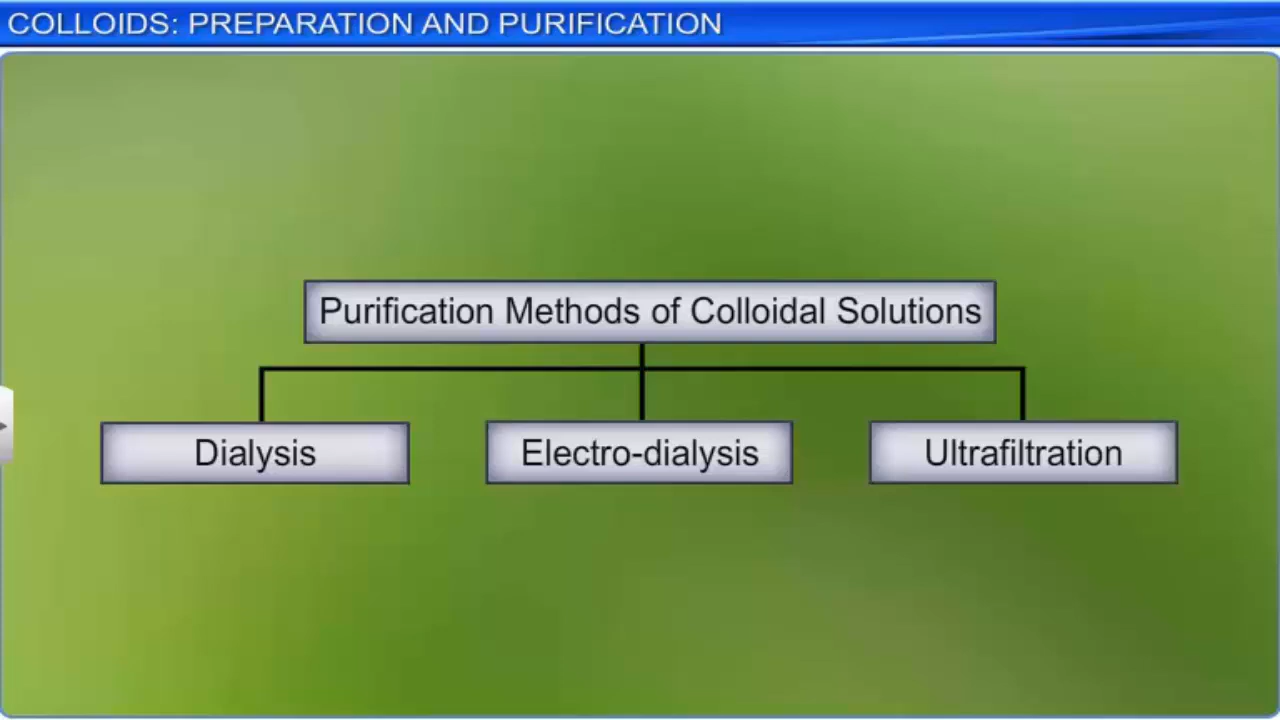 COLLOIDS: PREPARATION AND PURIFICATION
Purification Methods of Colloidal Solutions
Dialysis
Electro-dialysis
Ultrafiltration